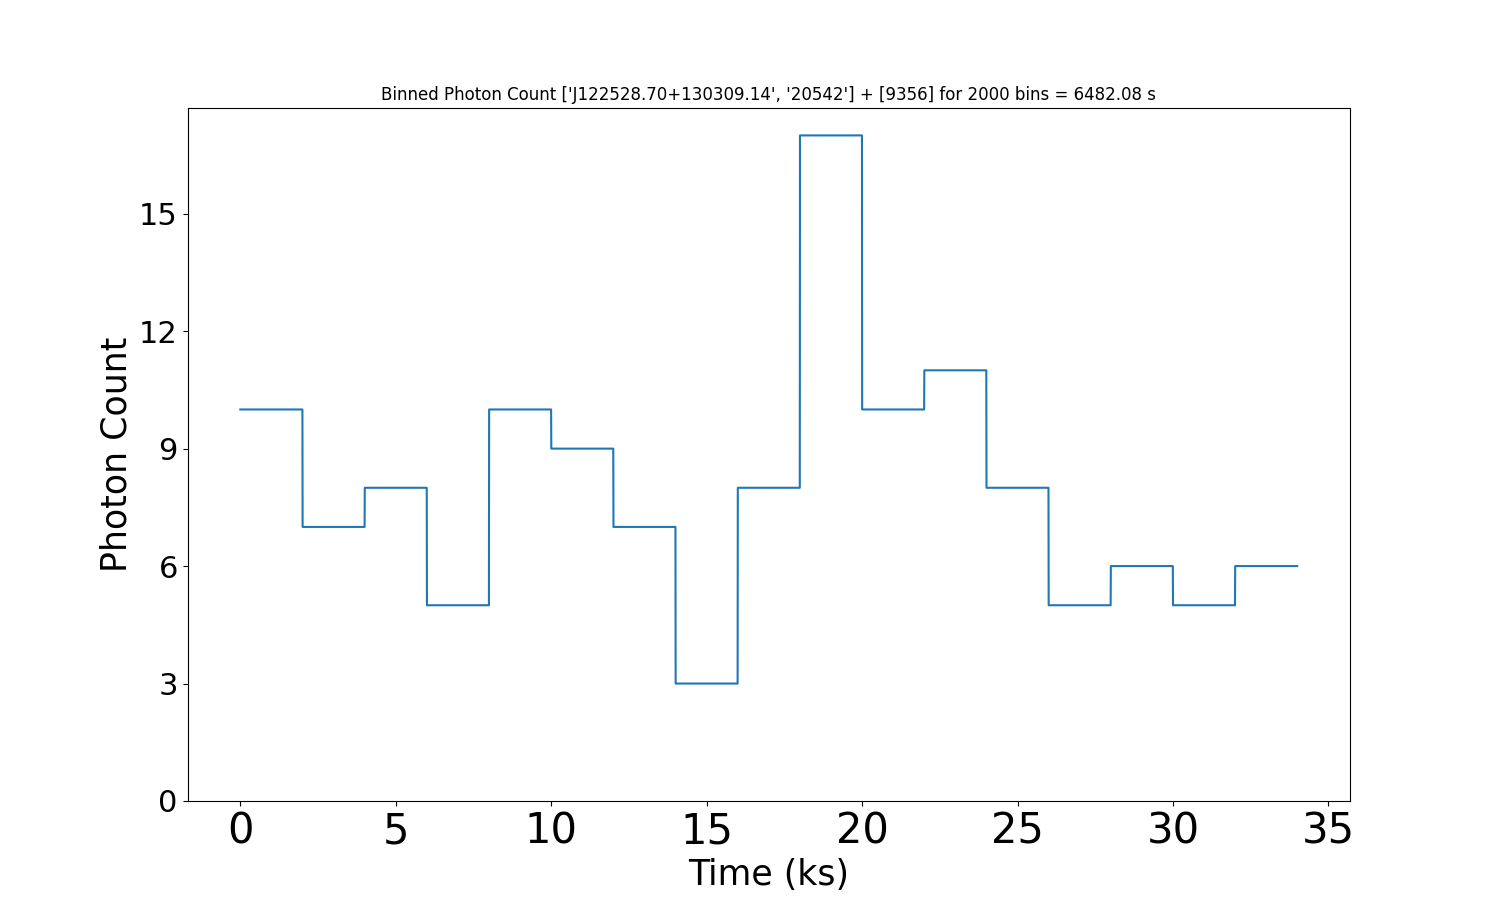 Binned Photon Count ['J122528.70+130309.14', '20542'] + [9356] for 2000 bins = 6482.08 s
15
12
9
6
3
0
Photon Count
0 5 10 15 20 25 30 35
Time (ks)